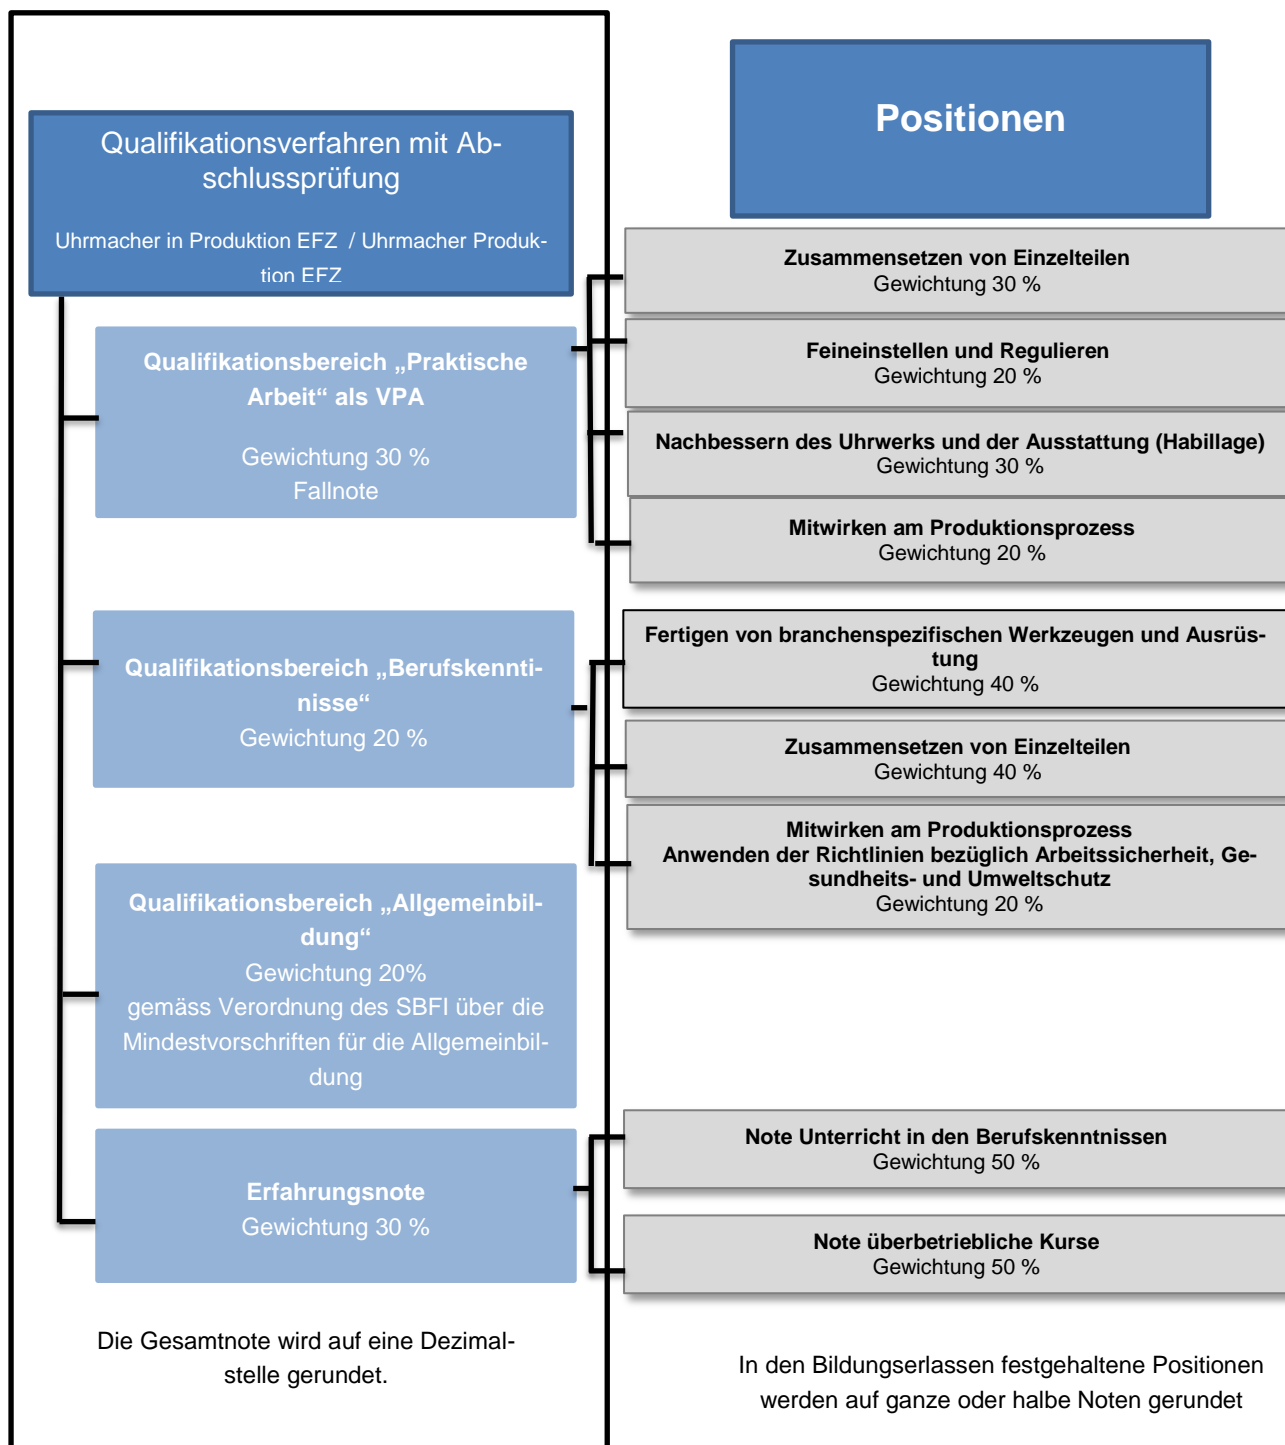 Qualifikationsverfahren mit Ab-
schlussprüfung
Uhrmacher in Produktion EFZ / Uhrmacher Produk-
tion EFZ
Qualifikationsbereich „Praktische
Arbeit“ als VPA
Gewichtung 30 %
Fallnote
Qualifikationsbereich „Berufskennti-
nisse“
Gewichtung 20 %
Qualifikationsbereich „Allgemeinbil-
dung“
Gewichtung 20%
gemäss Verordnung des SBFI über die
Mindestvorschriften für die Allgemeinbil-
dung
Erfahrungsnote
Gewichtung 30 %
Die Gesamtnote wird auf eine Dezimal-
stelle gerundet.
Positionen
Zusammensetzen von Einzelteilen
Gewichtung 30 %
Feineinstellen und Regulieren
Gewichtung 20 %
Nachbessern des Uhrwerks und der Ausstattung (Habillage)
Gewichtung 30 %
Mitwirken am Produktionsprozess
Gewichtung 20 %
Fertigen von branchenspezifischen Werkzeugen und Ausrüs-
tung
Gewichtung 40 %
Zusammensetzen von Einzelteilen
Gewichtung 40 %
Mitwirken am Produktionsprozess
Anwenden der Richtlinien bezüglich Arbeitssicherheit, Ge-
sundheits- und Umweltschutz
Gewichtung 20 %
Note Unterricht in den Berufskenntnissen
Gewichtung 50 %
Note überbetriebliche Kurse
Gewichtung 50 %
In den Bildungserlassen festgehaltene Positionen
werden auf ganze oder halbe Noten gerundet